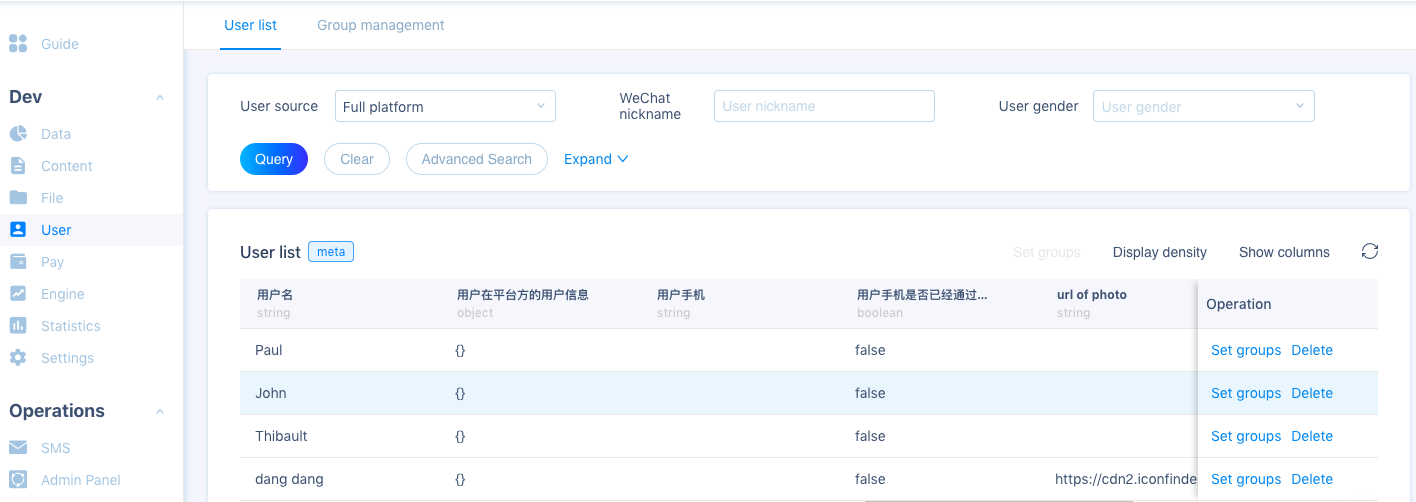 User list
Group management
Guide
Dev
Data
Content
File
User
Pay
Engine
Statistics
Settings
Operations
SMS
Admin Panel
User source
Full platform
WeChat
nickname
User nickname
User gender
User gender
Query
Clear
Advanced Search
Expand
User list
meta
Set groups
Display density
Show columns
用户名
用户在平台方的用户信息
用户手机
用户手机是否已经通过...
url of photo
Operation
string
object
string
boolean
string
Paul {} false Set groups Delete
John {} false Set groups Delete
Thibault {} false Set groups Delete
dang dang {} false https://cdn2.iconfinde Set groups Delete